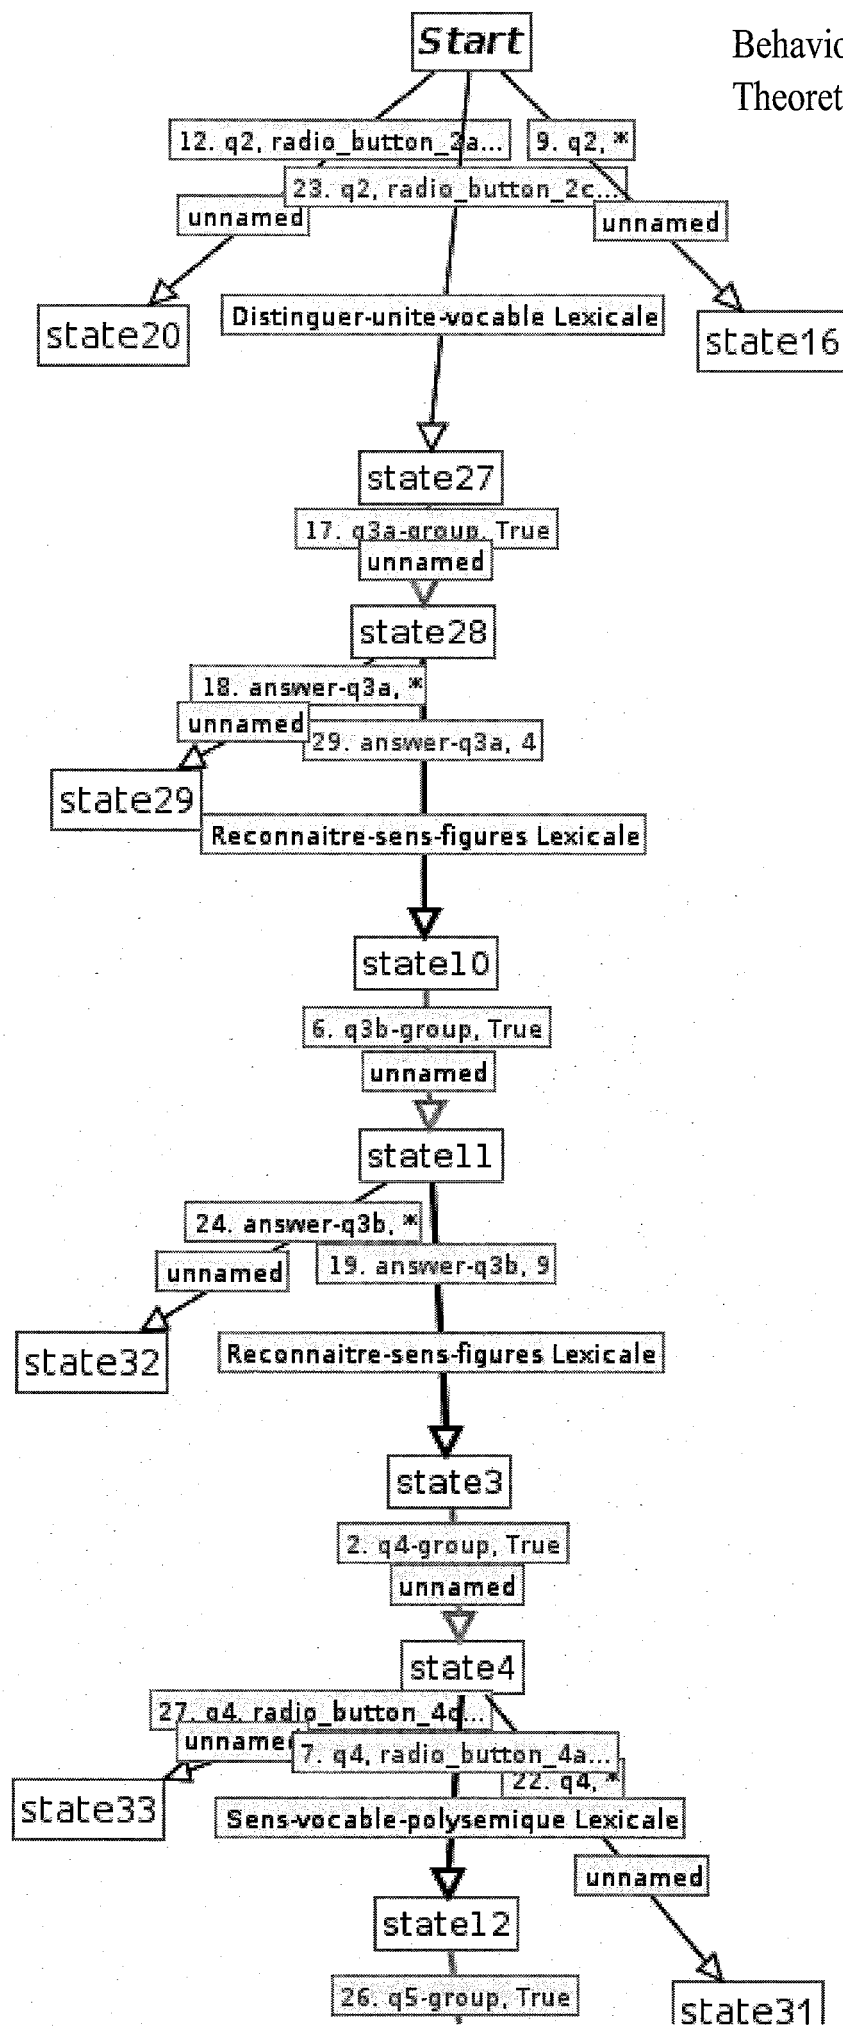 Start
Behavio
Theoret
12. q2, radio_button_2a...
9. q2, *
23. q2, radio_button_2c...
unnamed
unnamed
Distinguer-unite-vocable Lexicale
state20
state16
state27
17. q3a-group, True
unnamed
state28
18. answer-q3a, *
unnamed
29. answer-q3a, 4
state29
Reconnaitre-sens-figures Lexicale
state10
6. q3b-group, True
unnamed
state11
24. answer-q3b, *
19. answer-q3b, 9
unnamed
state32
Reconnaitre-sens-figures Lexicale
state3
2. q4-group, True
unnamed
state4
27. q4, radio_button_4d...
unnamed
7. q4, radio_button_4a...
22. q4, *
state33
Sens-vocable-polysemique Lexicale
unnamed
state12
26. q5-group, True
state31